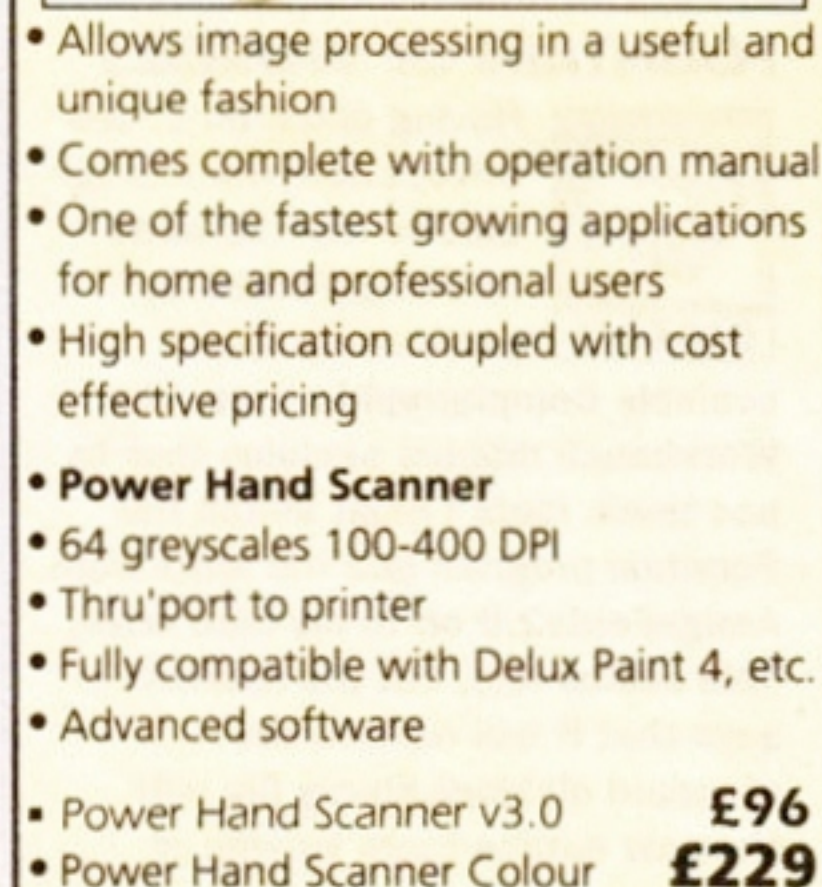 • Allows image processing in a useful and
unique fashion
• Comes complete with operation manual
• One of the fastest growing applications
for home and professional users
• High specification coupled with cost
effective pricing
• Power Hand Scanner
• 64 greyscales 100-400 DPI
• Thru'port to printer
• Fully compatible with Delux Paint 4, etc.
• Advanced software
▪ Power Hand Scanner v3.0 £96
• Power Hand Scanner Colour £229